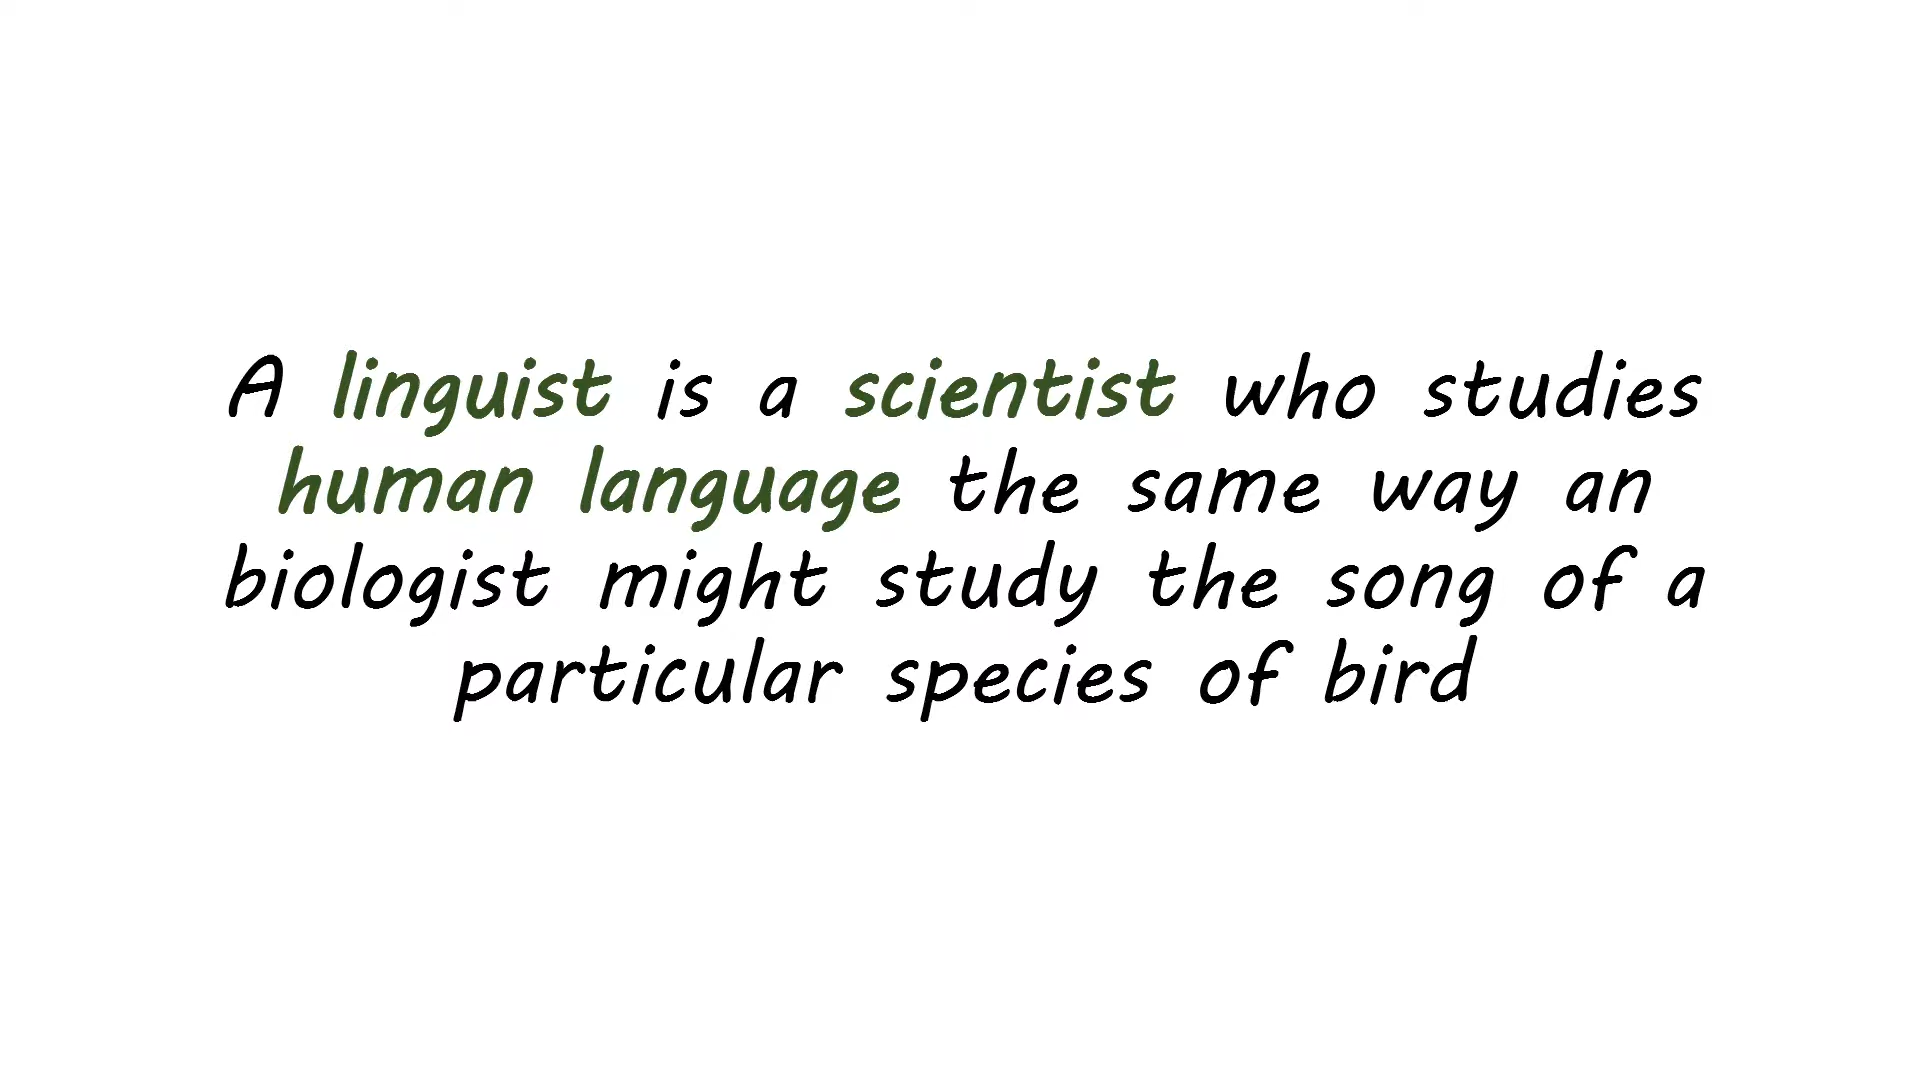 A linguist is a scientist who studies
human language the same way an
biologist might study the song of a
particular species of bird